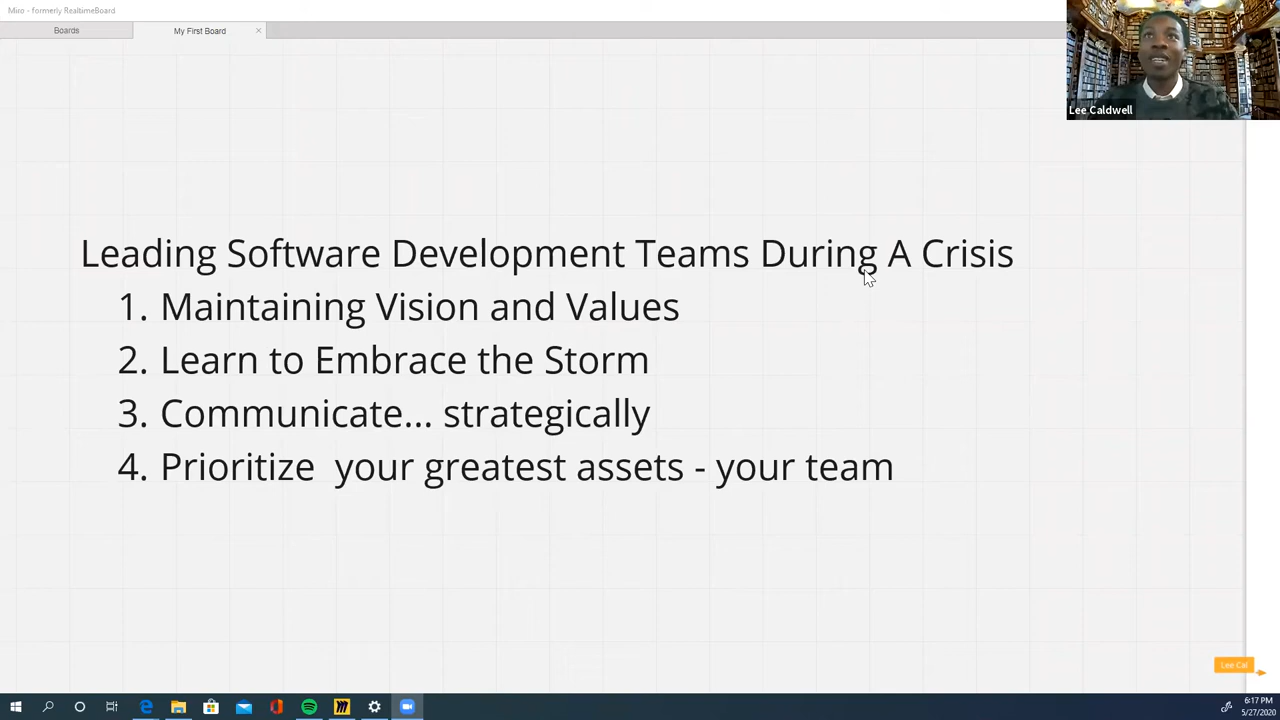 Miro - formerly RealtimeBoard
Boards
My First Board
Lee Caldwell
Leading Software Development Teams During A Crisis
1. Maintaining Vision and Values
2. Learn to Embrace the Storm
3. Communicate... strategically
4. Prioritize  your greatest assets - your team
Lee Cal
6:17 PM
5/27/2020